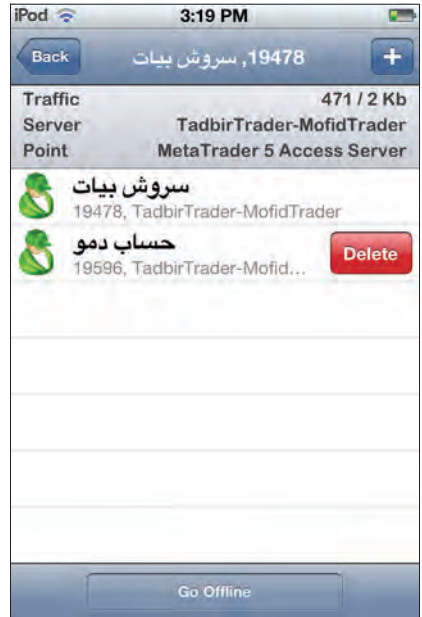 iPod 3:19 PM
Back 19478, سروش بیات +
Traffic 471 / 2 Kb
Server TadbirTrader-MofidTrader
Point MetaTrader 5 Access Server
سروش بیات
19478, TadbirTrader-MofidTrader
حساب دمو
19596, TadbirTrader-Mofid...
Delete
Go Offline